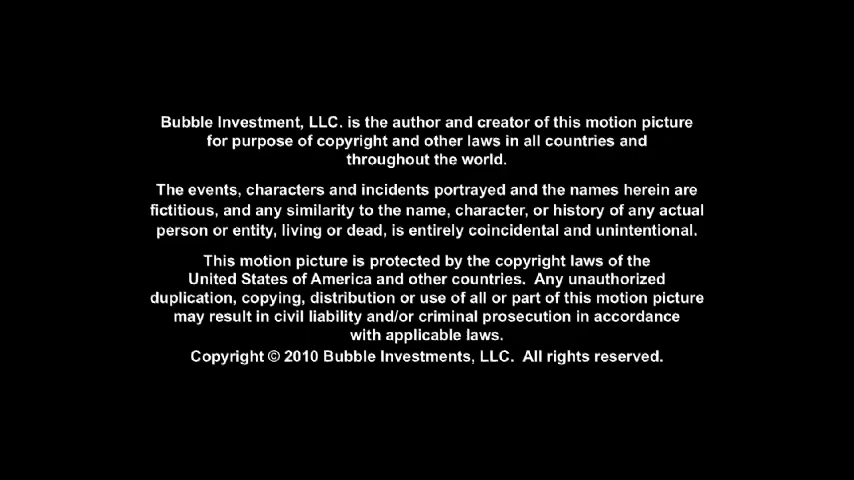 Bubble Investment, LLC. is the author and creator of this motion picture
for purpose of copyright and other laws in all countries and
throughout the world.
The events, characters and incidents portrayed and the names herein are
fictitious, and any similarity to the name, character, or history of any actual
person or entity, living or dead, is entirely coincidental and unintentional.
This motion picture is protected by the copyright laws of the
United States of America and other countries.  Any unauthorized
duplication, copying, distribution or use of all or part of this motion picture
may result in civil liability and/or criminal prosecution in accordance
with applicable laws.
Copyright © 2010 Bubble Investments, LLC.  All rights reserved.